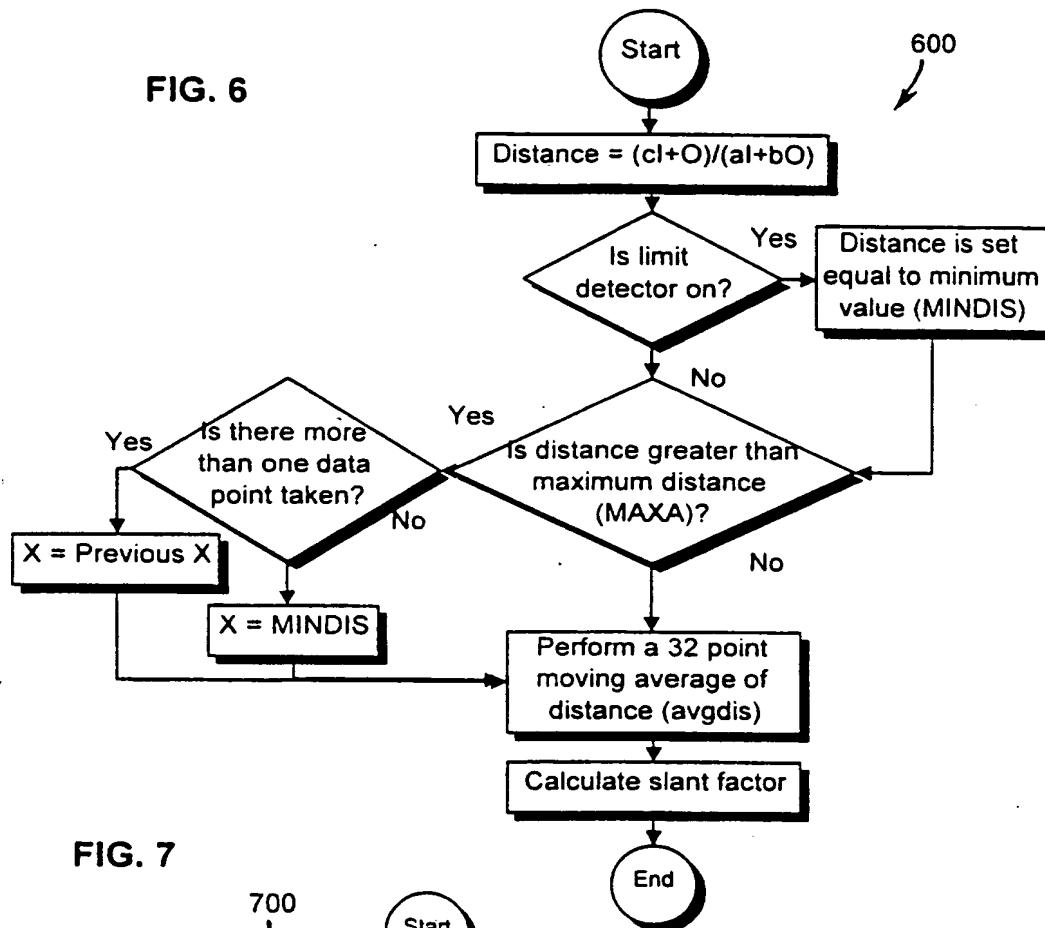 FIG. 6
Start
600
Distance = (cI+O)/(aI+bO)
Is limit
detector on?
Yes
Distance is set
equal to minimum
value (MINDIS)
No
Is distance greater than
maximum distance
(MAXA)?
Yes
No
Is there more
than one data
point taken?
Yes
No
X = Previous X
X = MINDIS
Perform a 32 point
moving average of
distance (avgdis)
Calculate slant factor
End
FIG. 7
700
Start